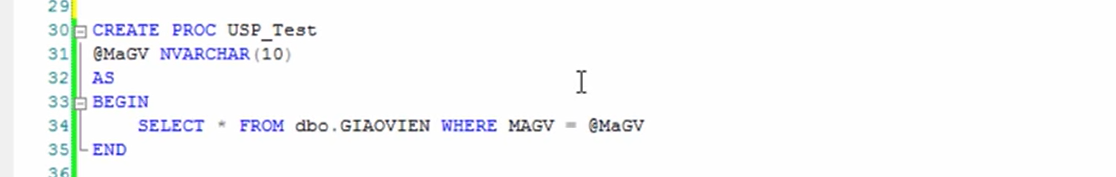 29
30 CREATE PROC USP_Test
31 @MaGV NVARCHAR(10)
32 AS
33 BEGIN
34 SELECT * FROM dbo.GIAOVIEN WHERE MAGV = @MaGV
35 END
36